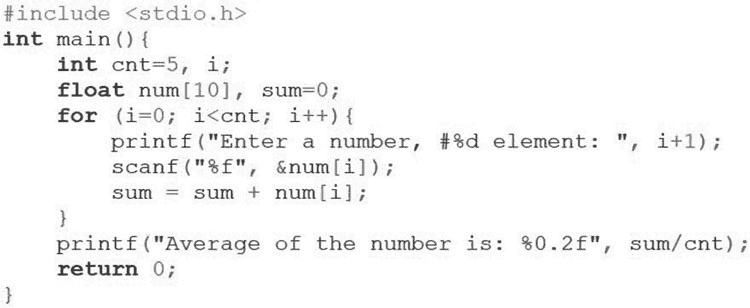 #include <stdio.h>
int main(){
    int cnt=5, i;
    float num[10], sum=0;
    for (i=0; i<cnt; i++){
        printf("Enter a number, #%d element: ", i+1);
        scanf("%f", &num[i]);
        sum = sum + num[i];
    }
    printf("Average of the number is: %0.2f", sum/cnt);
    return 0;
}